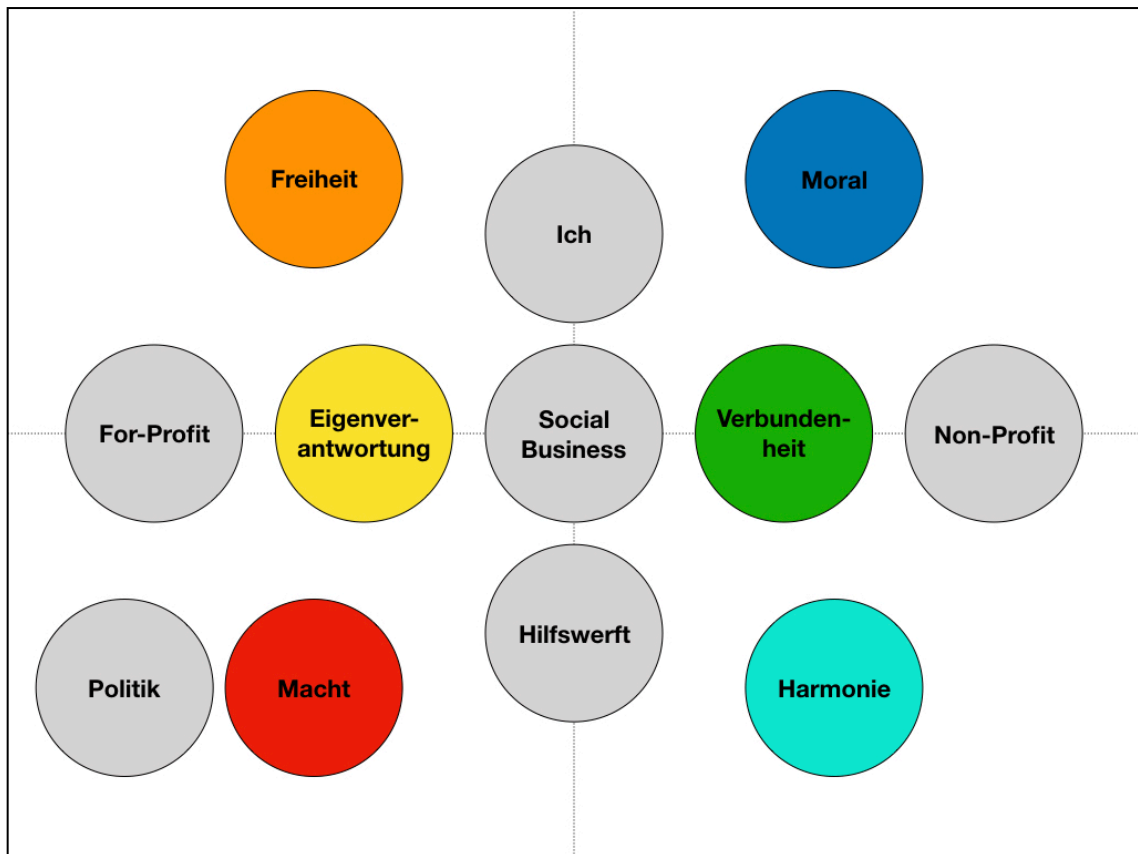 Freiheit
Moral
Ich
For-Profit
Eigenver-
antwortung
Social
Business
Verbunden-
heit
Non-Profit
Hilfswerft
Politik
Macht
Harmonie